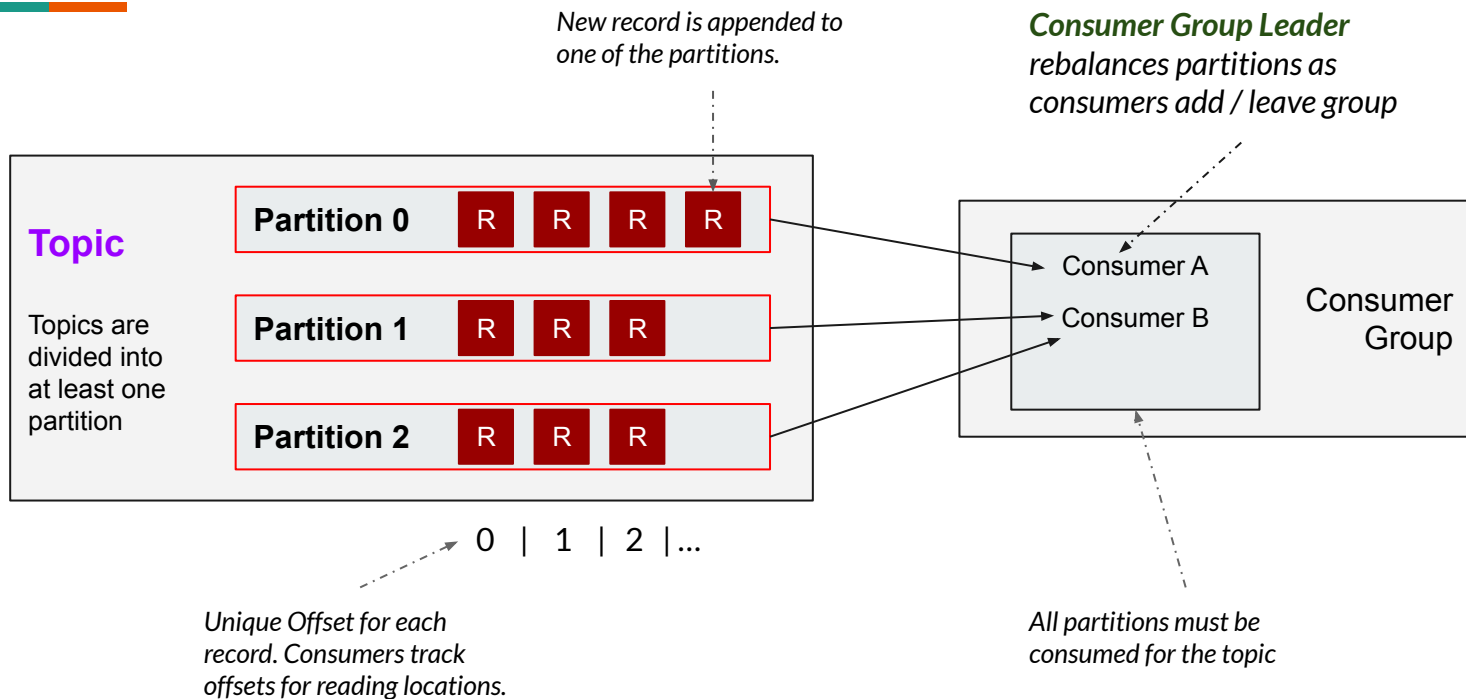 New record is appended to
one of the partitions.
Consumer Group Leader
rebalances partitions as
consumers add / leave group
Topic
Topics are
divided into
at least one
partition
Partition 0 R R R R
Partition 1 R R R
Partition 2 R R R
Consumer A
Consumer B
Consumer
Group
0 | 1 | 2 |...
Unique Offset for each
record. Consumers track
offsets for reading locations.
All partitions must be
consumed for the topic